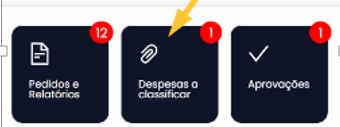 12
Pedidos e
Relatórios
1
Despesas a
classificar
1
Aprovações